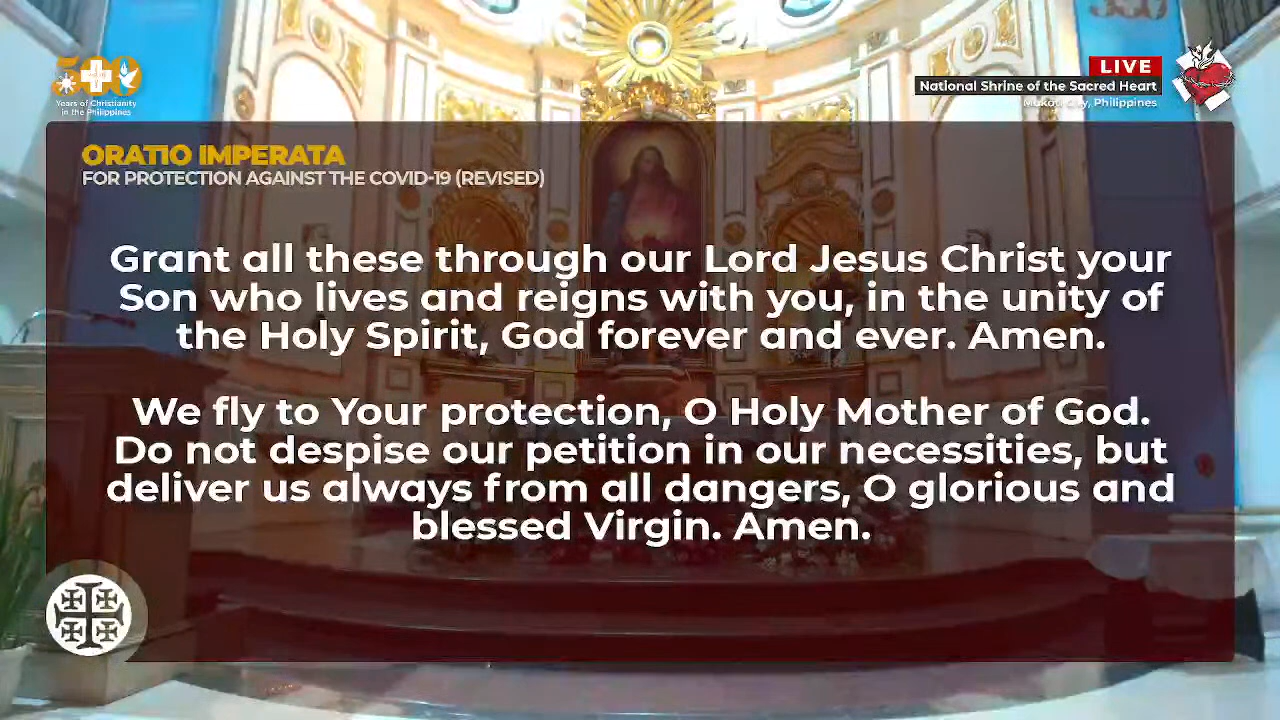 500
Years of Christianity
in the Philippines
LIVE
National Shrine of the Sacred Heart
Makati City, Philippines
ORATIO IMPERATA
FOR PROTECTION AGAINST THE COVID-19 (REVISED)
Grant all these through our Lord Jesus Christ your
Son who lives and reigns with you, in the unity of
the Holy Spirit, God forever and ever. Amen.
We fly to Your protection, O Holy Mother of God.
Do not despise our petition in our necessities, but
deliver us always from all dangers, O glorious and
blessed Virgin. Amen.